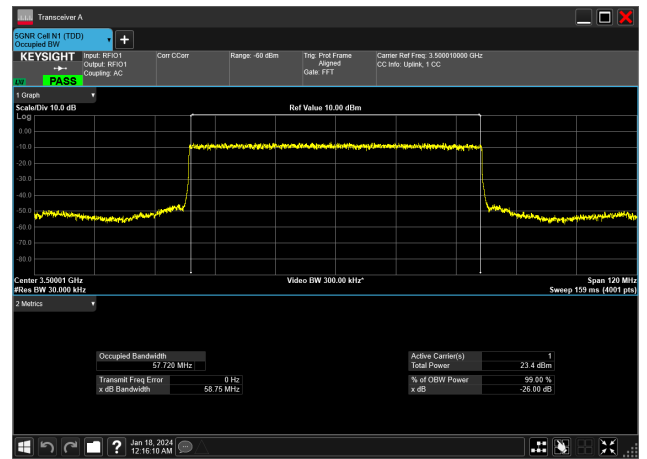 Transceiver A
5GNR Cell N1 (TDD)
Occupied BW
KEYSIGHT
LW PASS
Input: RFIO1
Output: RFIO1
Coupling: AC
Corr CCorr
Range: -60 dBm
Trig: Prot Frame
Aligned
Gate: FFT
Carrier Ref Freq: 3.500010000 GHz
CC Info: Uplink, 1 CC
1 Graph
Scale/Div 10.0 dB
Ref Value 10.00 dBm
Log
0.00
-10.0
-20.0
-30.0
-40.0
-50.0
-60.0
-70.0
-80.0
Center 3.50001 GHz
Video BW 300.00 kHz*
Span 120 MHz
#Res BW 30.000 kHz
Sweep 159 ms (4001 pts)
2 Metrics
Occupied Bandwidth
57.720 MHz
Transmit Freq Error 0 Hz
x dB Bandwidth 58.75 MHz
Active Carrier(s) 1
Total Power 23.4 dBm
% of OBW Power 99.00 %
x dB -26.00 dB
Jan 18, 2024
12:16:10 AM